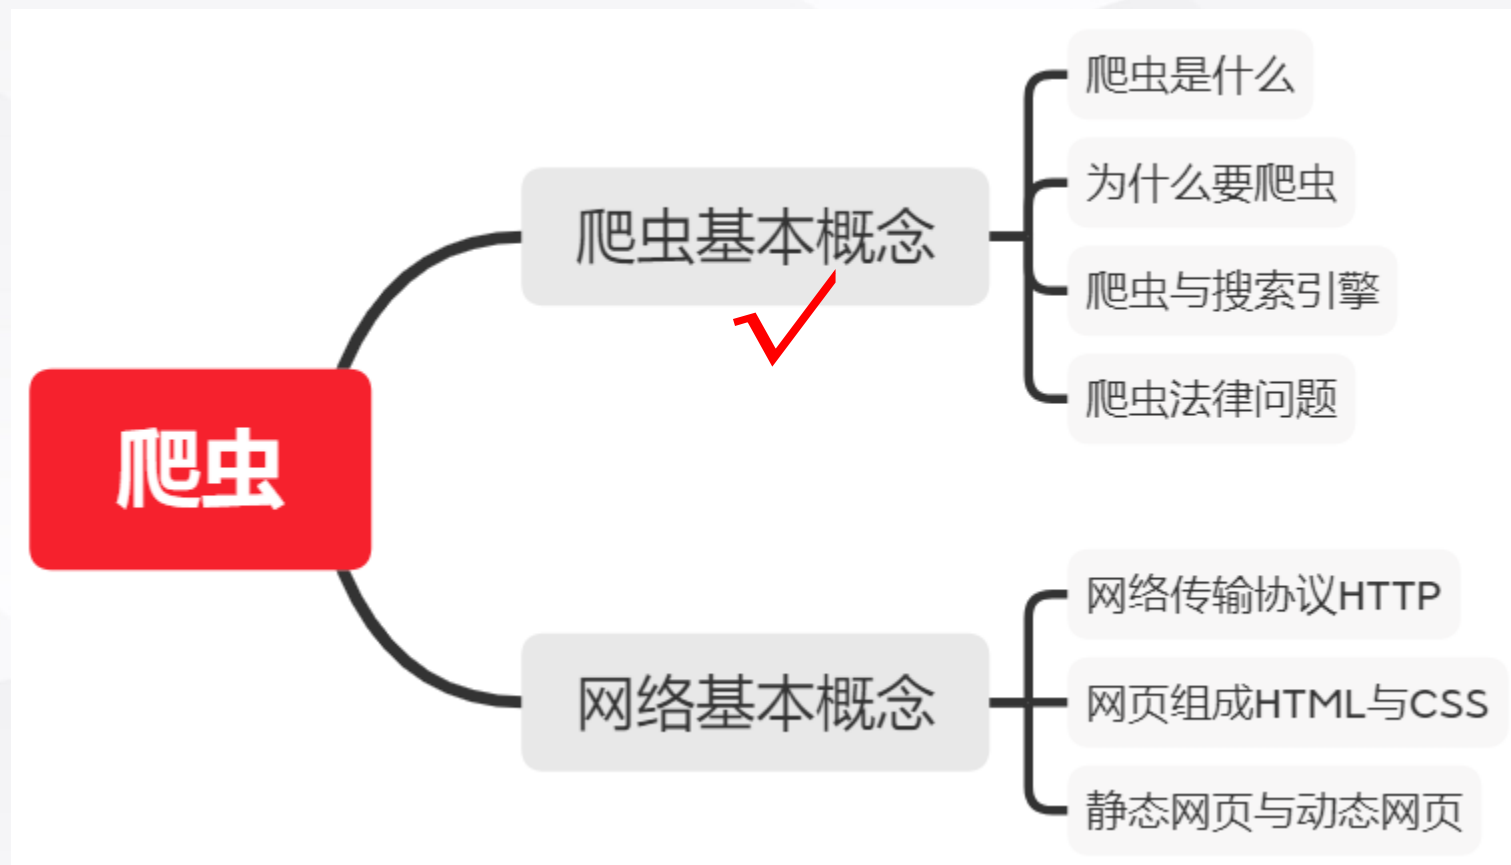 爬虫
爬虫基本概念
爬虫是什么
为什么要爬虫
爬虫与搜索引擎
爬虫法律问题
网络基本概念
网络传输协议HTTP
网页组成HTML与CSS
静态网页与动态网页